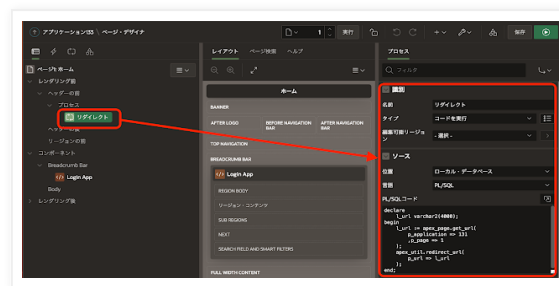 アプリケーション133 \ ページ・デザイナ
1
実行
保存
ページ1: ホーム
レンダリング前
ヘッダーの前
プロセス
リダイレクト
ヘッダーの後
リージョンの前
コンポーネント
Breadcrumb Bar
Login App
Body
レンダリング後
レイアウト ページ検索 ヘルプ
ホーム
BANNER
AFTER LOGO
BEFORE NAVIGATION BAR
AFTER NAVIGATION BAR
TOP NAVIGATION
BREADCRUMB BAR
Login App
REGION BODY
リージョン・コンテンツ
SUB REGIONS
NEXT
SEARCH FIELD AND SMART FILTERS
FULL WIDTH CONTENT
プロセス
フィルタ
識別
名前 リダイレクト
タイプ コードを実行
編集可能リージョン - 選択 -
ソース
位置 ローカル・データベース
言語 PL/SQL
PL/SQLコード
declare
l_url varchar2(4000);
begin
l_url := apex_page.get_url(
p_application => 131
,p_page => 1
);
apex_util.redirect_url(
p_url => l_url
);
end;